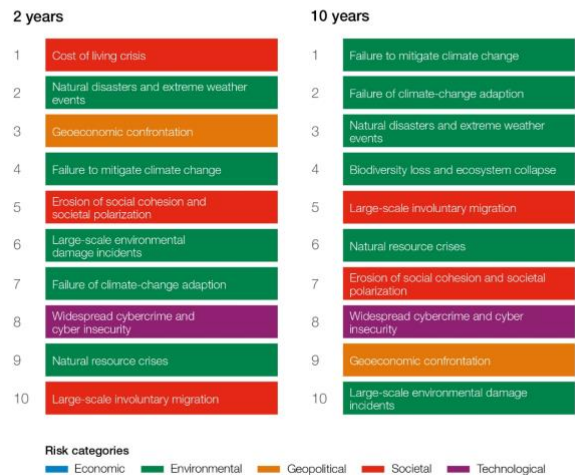 2 years
1 Cost of living crisis
2 Natural disasters and extreme weather
events
3 Geoeconomic confrontation
4 Failure to mitigate climate change
5 Erosion of social cohesion and
societal polarization
6 Large-scale environmental
damage incidents
7 Failure of climate-change adaption
8 Widespread cybercrime and
cyber insecurity
9 Natural resource crises
10 Large-scale involuntary migration
10 years
1 Failure to mitigate climate change
2 Failure of climate-change adaption
3 Natural disasters and extreme weather
events
4 Biodiversity loss and ecosystem collapse
5 Large-scale involuntary migration
6 Natural resource crises
7 Erosion of social cohesion and societal
polarization
8 Widespread cybercrime and cyber
insecurity
9 Geoeconomic confrontation
10 Large-scale environmental damage
incidents
Risk categories
Economic Environmental Geopolitical Societal Technological